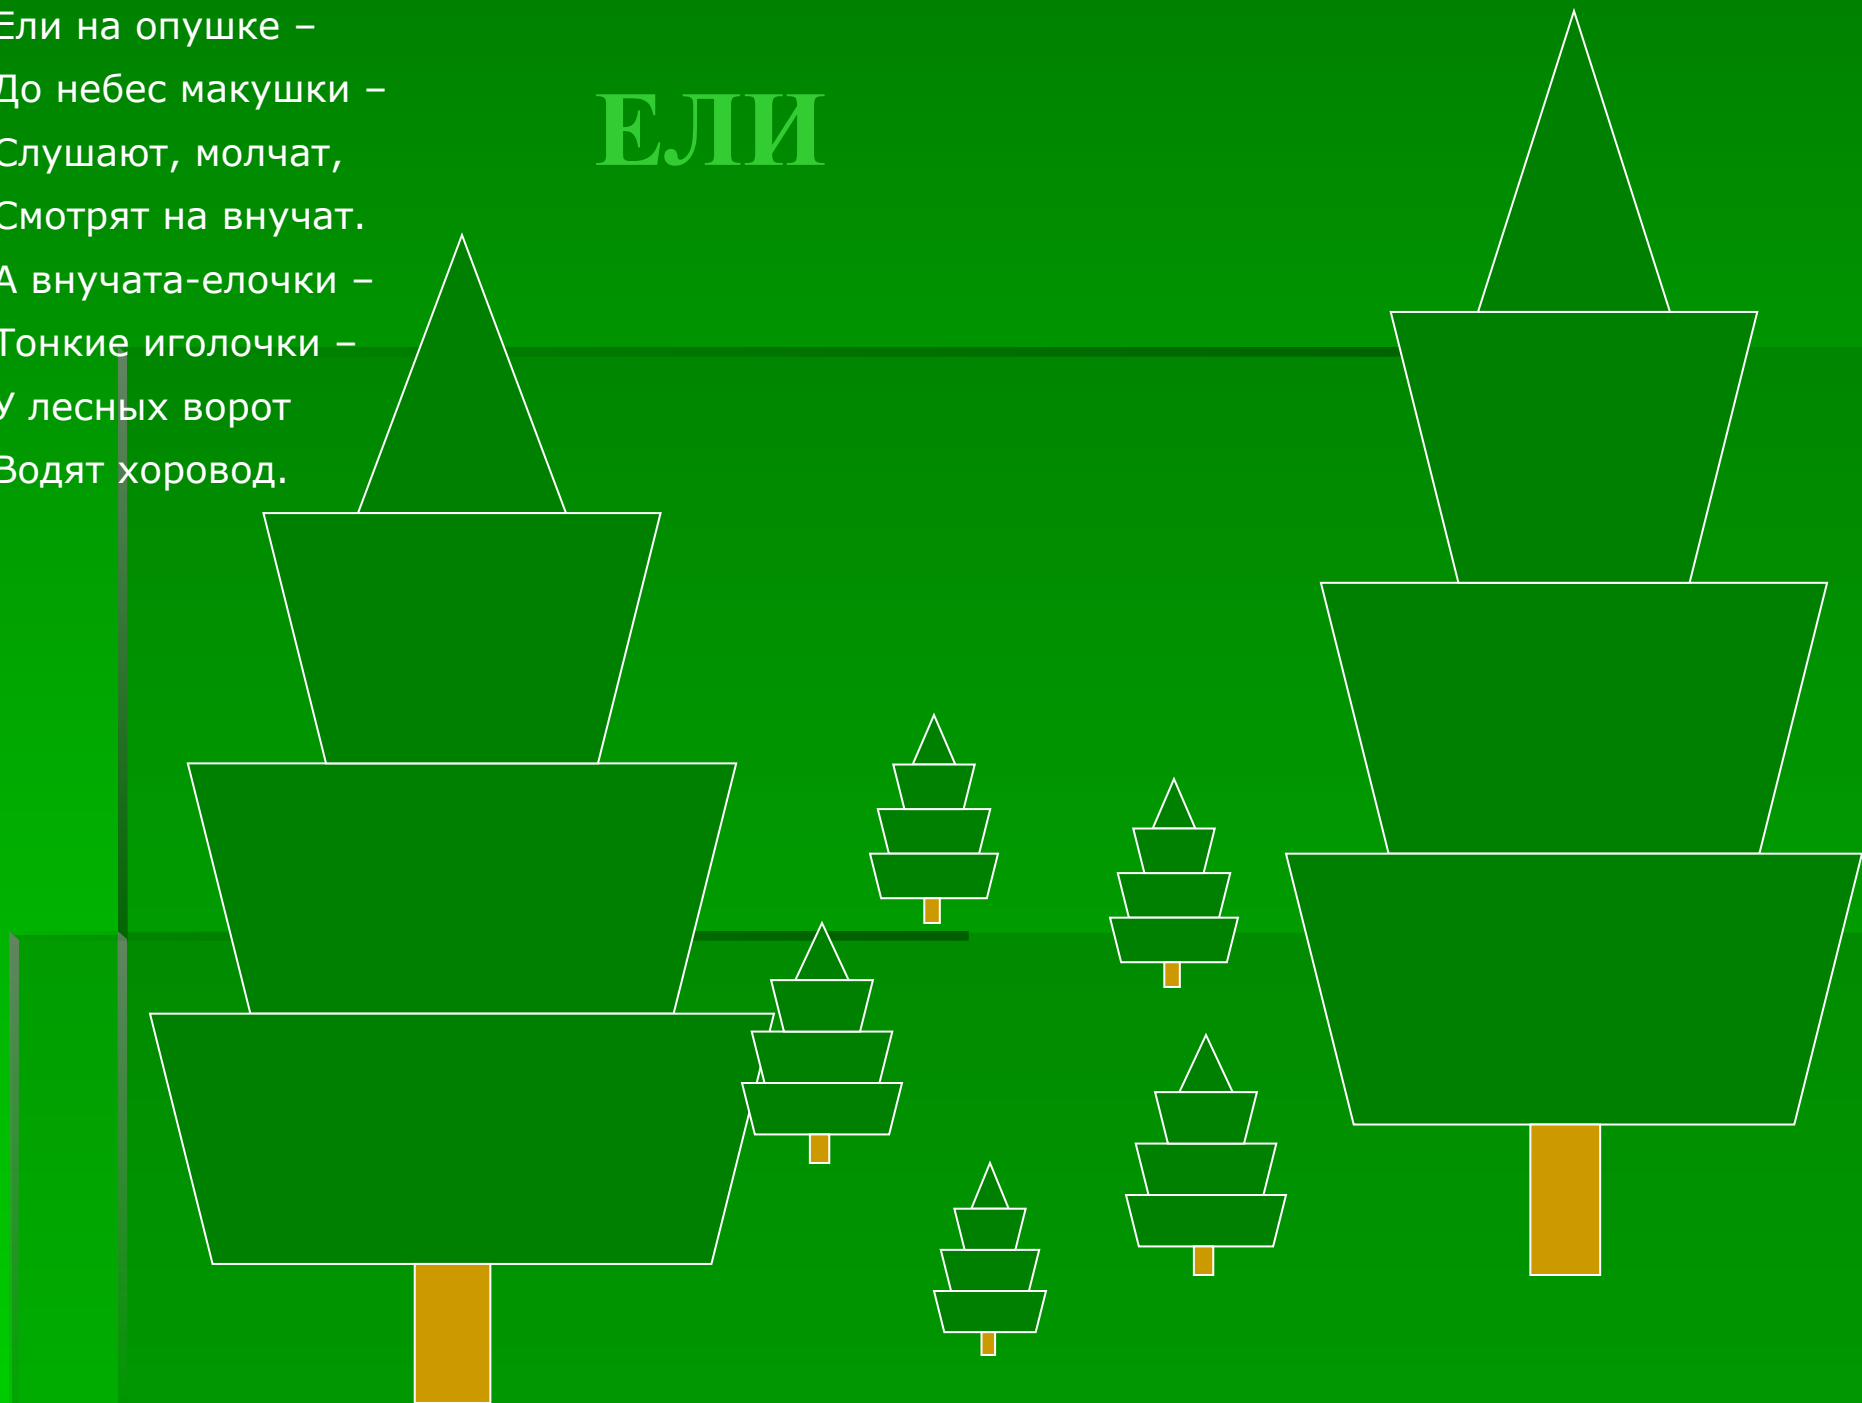 Ели на опушке –
До небес макушки –
Слушают, молчат,
Смотрят на внучат.
А внучата-елочки –
Тонкие иголочки –
У лесных ворот
Водят хоровод.
ЕЛИ